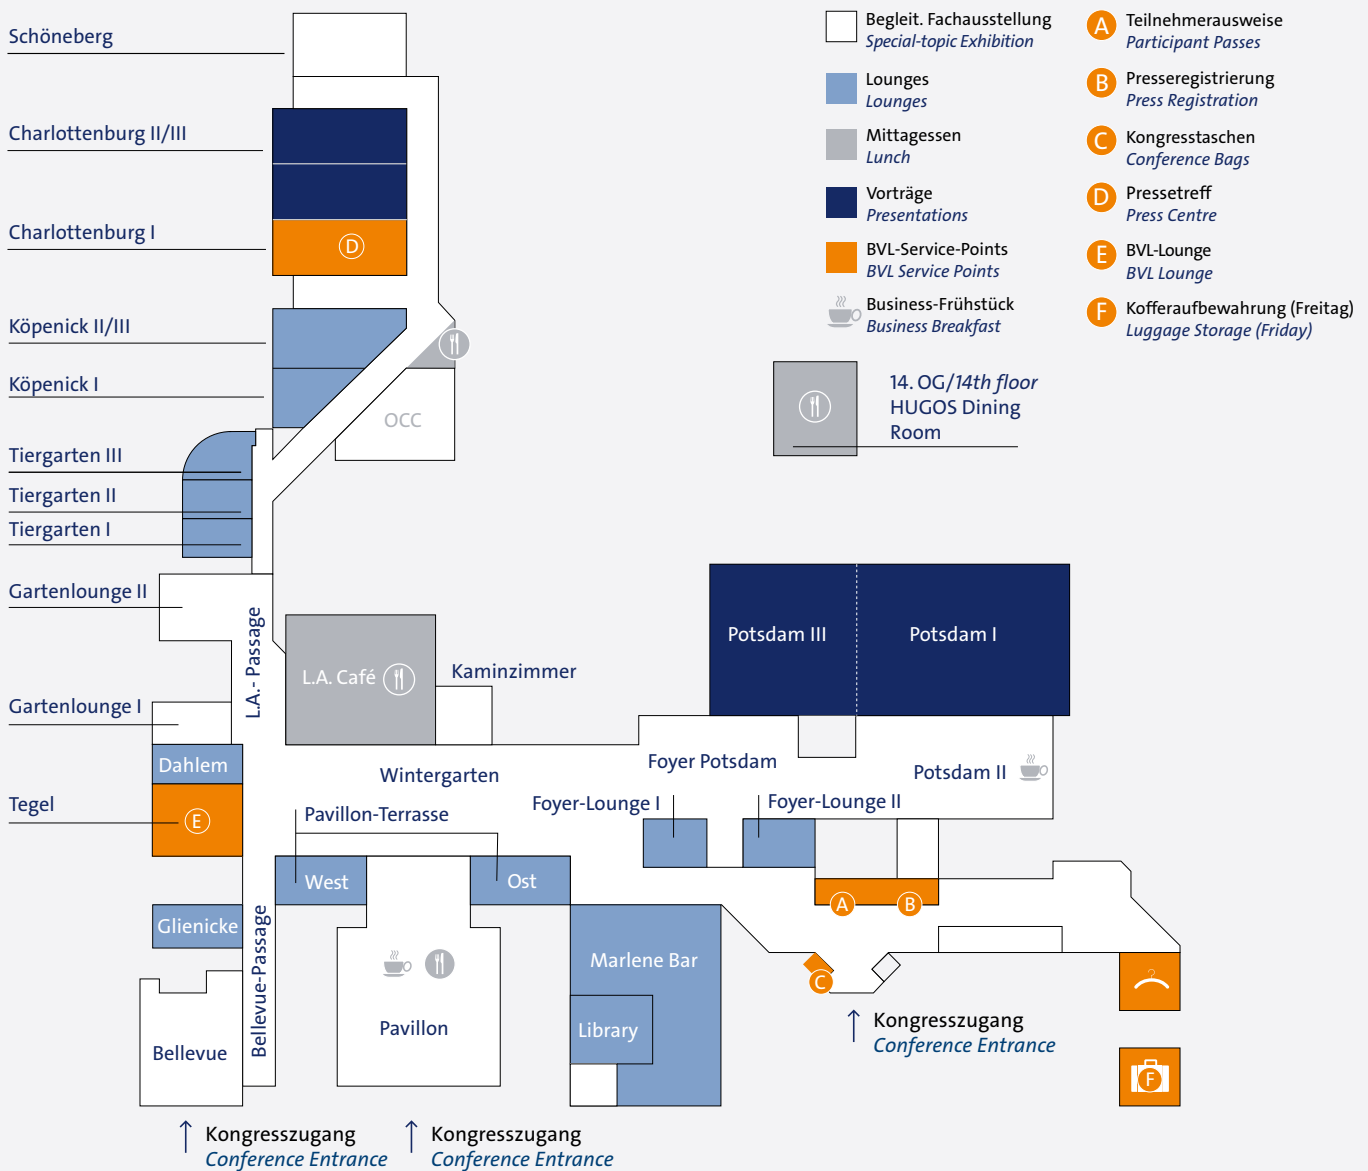 Schöneberg
Charlottenburg II/III
Charlottenburg I
D
Köpenick II/III
Köpenick I
OCC
Tiergarten III
Tiergarten II
Tiergarten I
Gartenlounge II
L.A.- Passage
Gartenlounge I
Dahlem
Tegel
E
Glienicke
Bellevue
Bellevue-Passage
L.A. Café
Kaminzimmer
Wintergarten
Pavillon-Terrasse
West
Ost
Pavillon
Marlene Bar
Library
Potsdam III
Potsdam I
Foyer Potsdam
Potsdam II
Foyer-Lounge I
Foyer-Lounge II
A
B
C
F
Kongresszugang
Conference Entrance
Kongresszugang
Conference Entrance
Kongresszugang
Conference Entrance
Begleit. Fachausstellung
Special-topic Exhibition
Lounges
Lounges
Mittagessen
Lunch
Vorträge
Presentations
BVL-Service-Points
BVL Service Points
Business-Frühstück
Business Breakfast
A Teilnehmerausweise
Participant Passes
B Presseregistrierung
Press Registration
C Kongresstaschen
Conference Bags
D Pressetreff
Press Centre
E BVL-Lounge
BVL Lounge
F Kofferaufbewahrung (Freitag)
Luggage Storage (Friday)
14. OG/14th floor
HUGOS Dining
Room